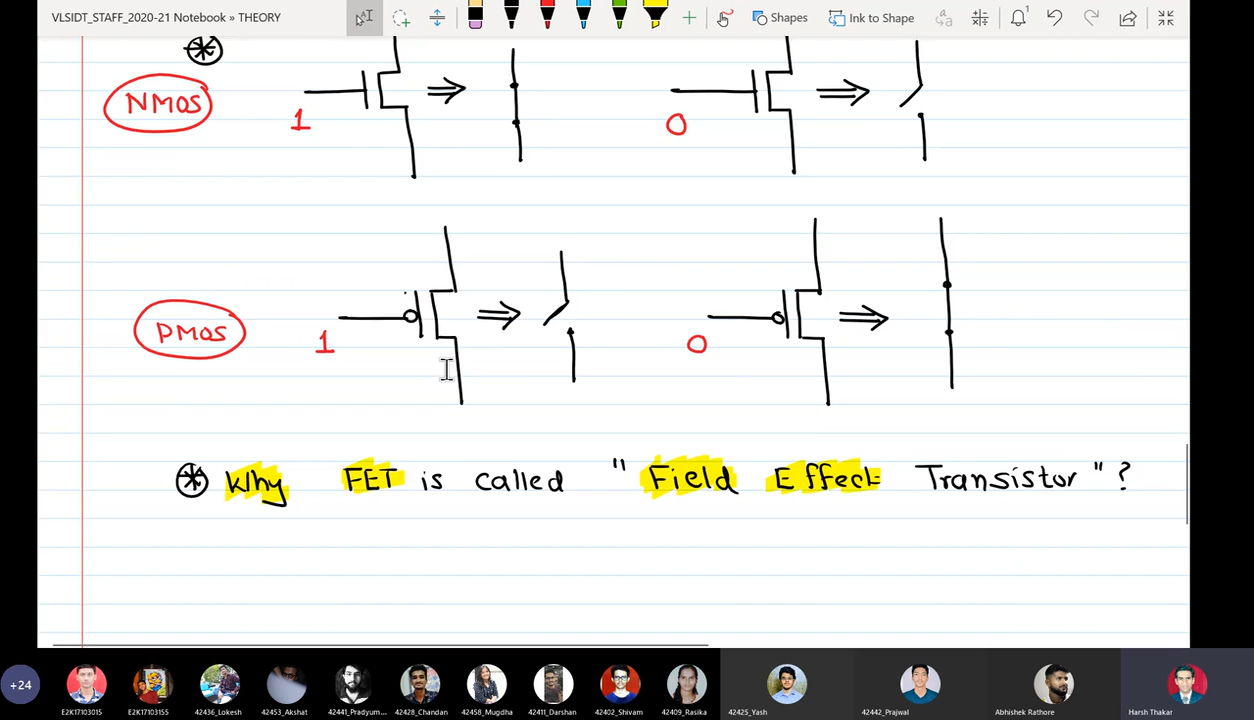 VLSIDT_STAFF_2020-21 Notebook » THEORY
Shapes
Ink to Shape
NMOS
1
0
PMOS
1
0
Why FET is called " Field Effect Transistor" ?
+24
E2K17103015
E2K17103155
42436_Lokesh
42453_Akshat
42441_Pradyum...
42428_Chandan
42458_Mugdha
42411_Darshan
42402_Shivam
42409_Rasika
42425_Yash
42442_Prajwal
Abhishek Rathore
Harsh Thakar